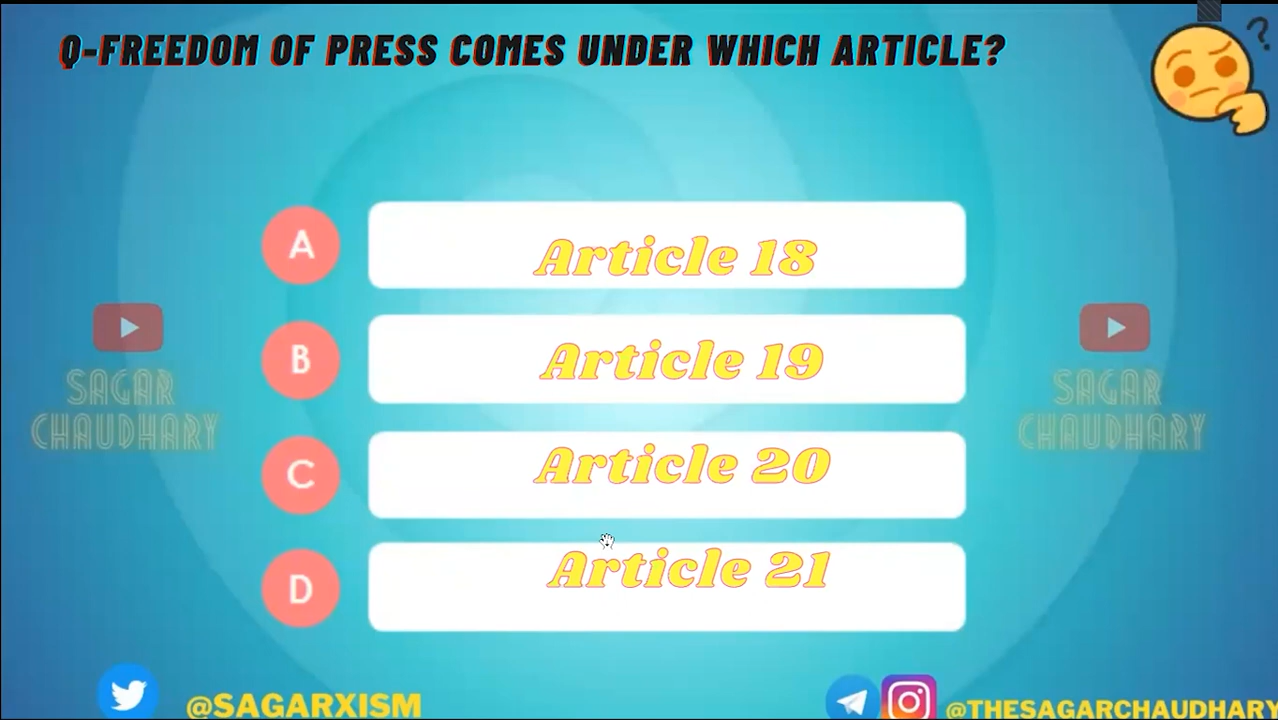 Q-FREEDOM OF PRESS COMES UNDER WHICH ARTICLE?
A Article 18
B Article 19
C Article 20
D Article 21
SAGAR
CHAUDHARY
SAGAR
CHAUDHARY
@SAGARXISM
@THESAGARCHAUDHARY